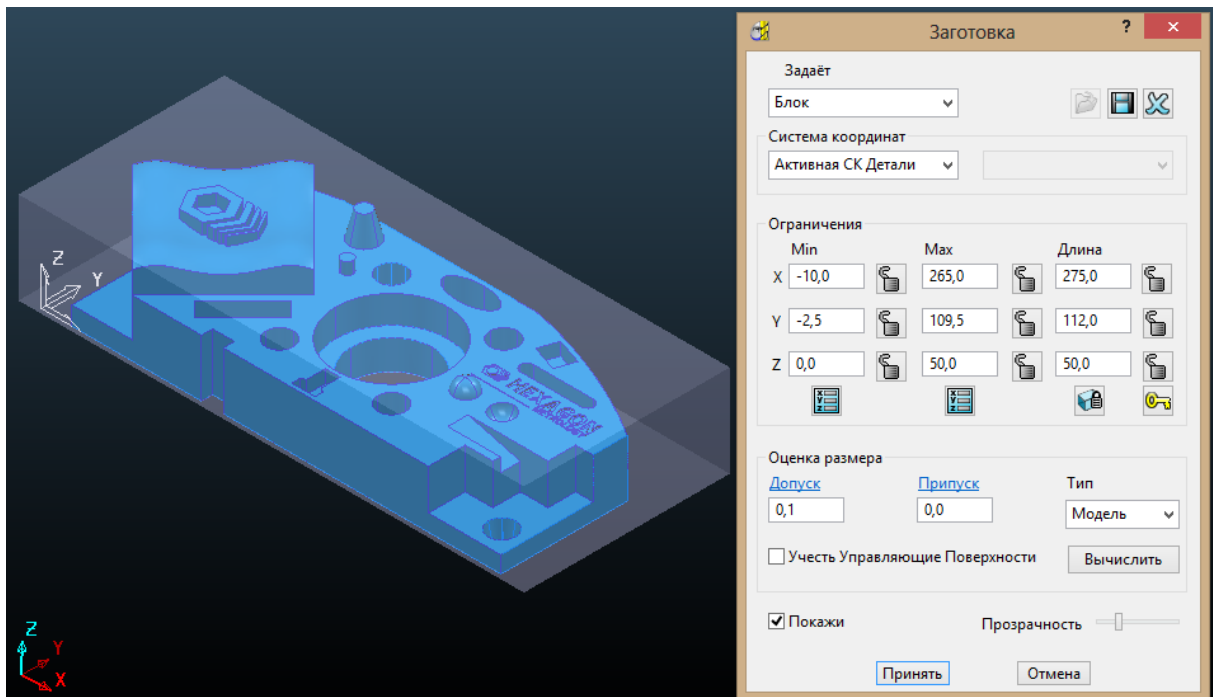 Заготовка
?
Задаёт
Блок
Система координат
Активная СК Детали
Ограничения
Min Max Длина
X -10,0 265,0 275,0
Y -2,5 109,5 112,0
Z 0,0 50,0 50,0
Оценка размера
Допуск Припуск Тип
0,1 0,0 Модель
Учесть Управляющие Поверхности Вычислить
Покажи Прозрачность
Принять Отмена
Z
Y
HEXAGON
Z
Y
X